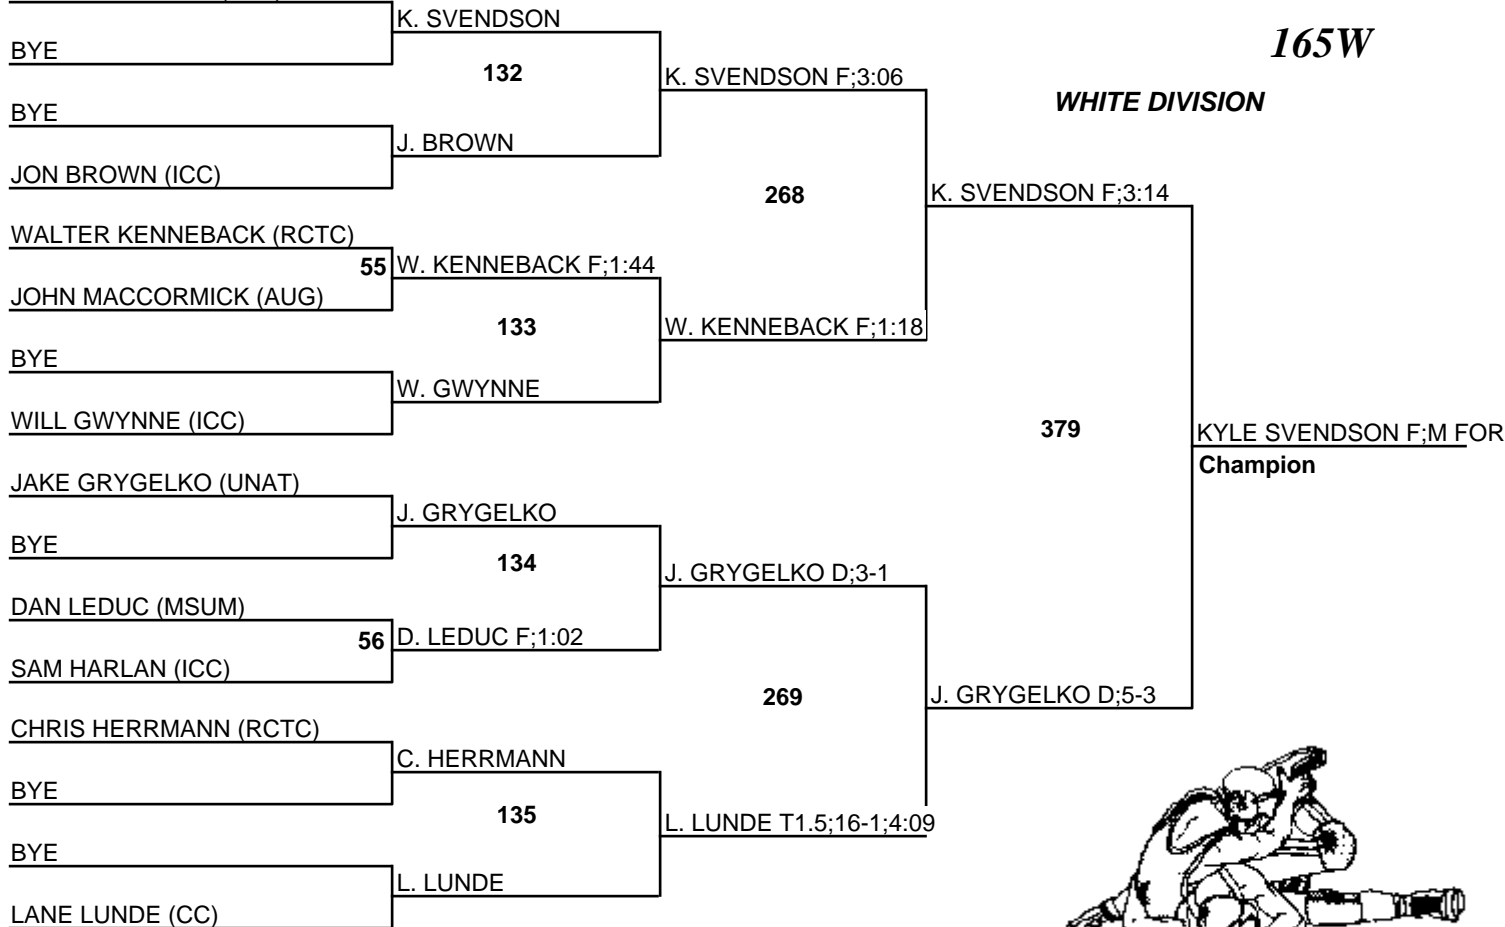 165W
WHITE DIVISION
BYE
BYE
JON BROWN (ICC)
WALTER KENNEBACK (RCTC)
JOHN MACCORMICK (AUG)
BYE
WILL GWYNNE (ICC)
JAKE GRYGELKO (UNAT)
BYE
DAN LEDUC (MSUM)
SAM HARLAN (ICC)
CHRIS HERRMANN (RCTC)
BYE
BYE
LANE LUNDE (CC)
K. SVENDSON
132
J. BROWN
55 W. KENNEBACK F;1:44
133
W. GWYNNE
J. GRYGELKO
134
56 D. LEDUC F;1:02
C. HERRMANN
135
L. LUNDE
K. SVENDSON F;3:06
268
W. KENNEBACK F;1:18
J. GRYGELKO D;3-1
269
L. LUNDE T1.5;16-1;4:09
K. SVENDSON F;3:14
379
J. GRYGELKO D;5-3
KYLE SVENDSON F;M FOR
Champion